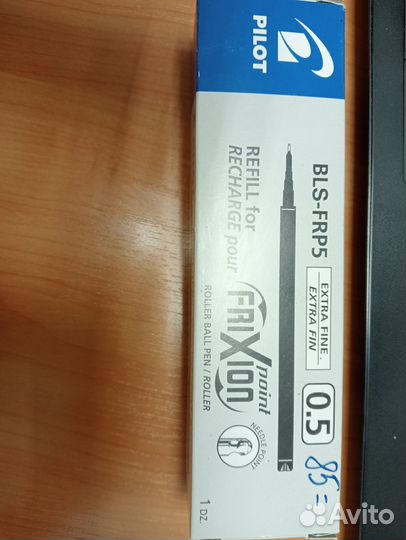 PILOT
BLS-FRP5
EXTRA FINE
EXTRA FIN
0.5
85=
REFILL for
RECHARGE pour
FRIXION point
ROLLER BALL PEN / ROLLER
NEEDLE POINT
1 DZ.
Avito